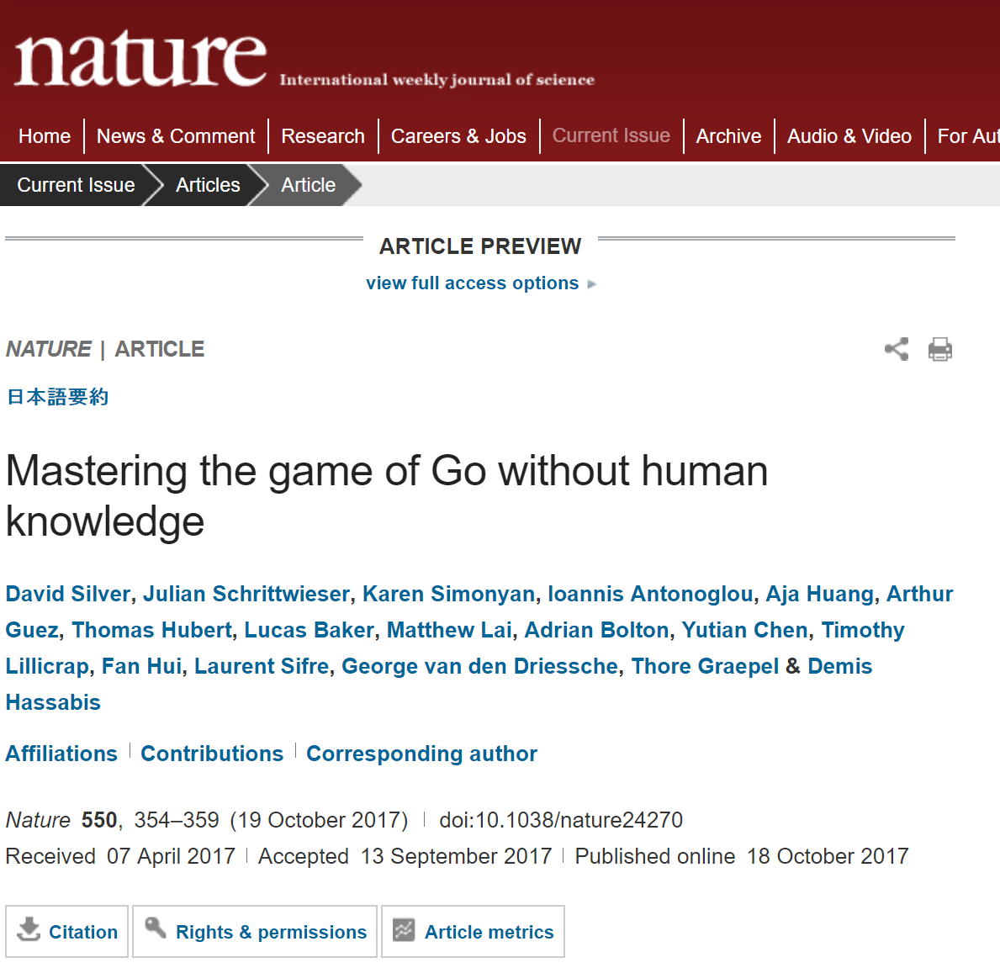 nature International weekly journal of science
Home News & Comment Research Careers & Jobs Current Issue Archive Audio & Video For Aut
Current Issue Articles Article
ARTICLE PREVIEW
view full access options
NATURE | ARTICLE
日本語要約
Mastering the game of Go without human
knowledge
David Silver, Julian Schrittwieser, Karen Simonyan, Ioannis Antonoglou, Aja Huang, Arthur
Guez, Thomas Hubert, Lucas Baker, Matthew Lai, Adrian Bolton, Yutian Chen, Timothy
Lillicrap, Fan Hui, Laurent Sifre, George van den Driessche, Thore Graepel & Demis
Hassabis
Affiliations | Contributions | Corresponding author
Nature 550, 354–359 (19 October 2017) | doi:10.1038/nature24270
Received 07 April 2017 | Accepted 13 September 2017 | Published online 18 October 2017
Citation Rights & permissions Article metrics